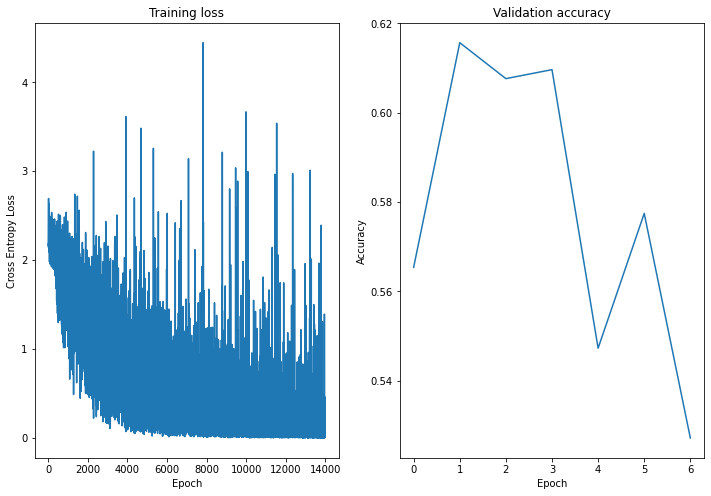 Training loss
Cross Entropy Loss
4
3
2
1
0
0 2000 4000 6000 8000 10000 12000 14000
Epoch
Validation accuracy
Accuracy
0.62
0.60
0.58
0.56
0.54
0 1 2 3 4 5 6
Epoch